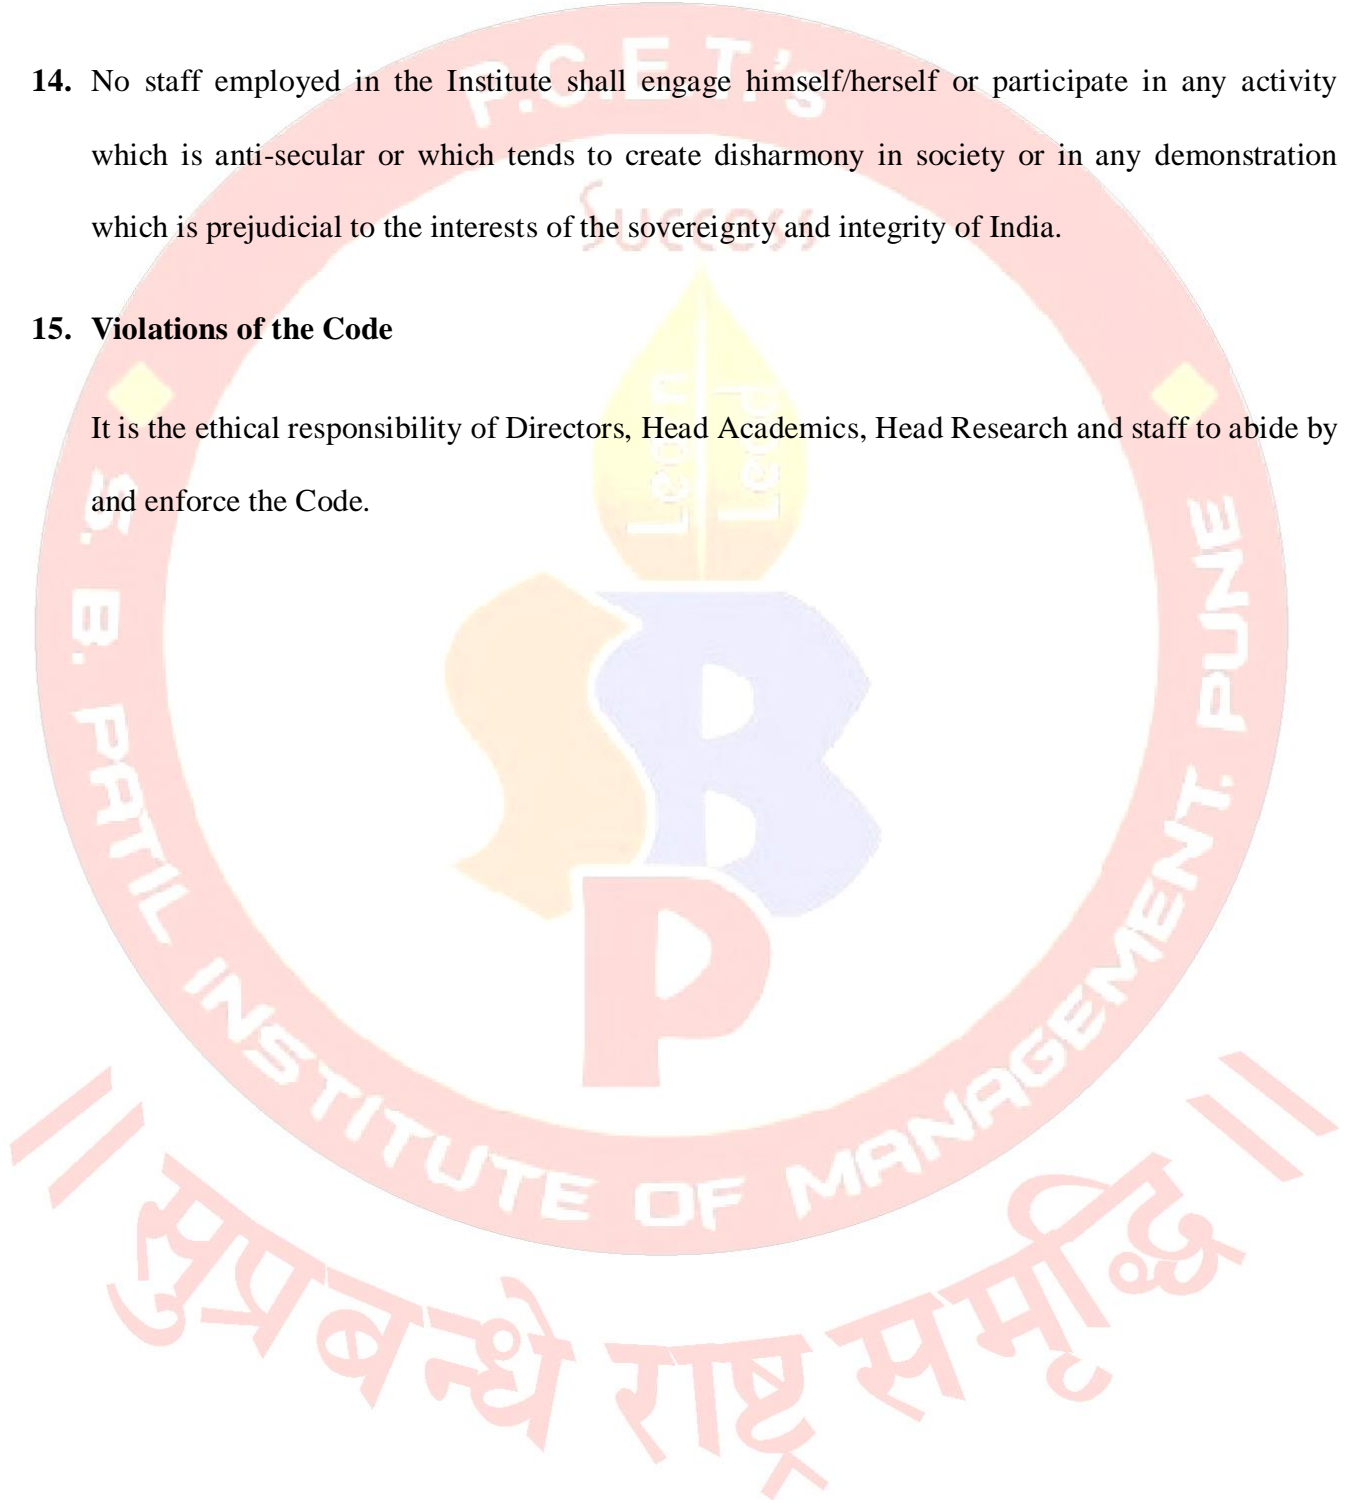 P.C.E.T.'s
14. No staff employed in the Institute shall engage himself/herself or participate in any activity
which is anti-secular or which tends to create disharmony in society or in any demonstration
Success
which is prejudicial to the interests of the sovereignty and integrity of India.
15. Violations of the Code
It is the ethical responsibility of Directors, Head Academics, Head Research and staff to abide by
and enforce the Code.
Learn
Lead
S. B. PATIL INSTITUTE OF MANAGEMENT. PUNE
SBP
|| सुप्रबन्धे राष्ट्र समृद्धि ||